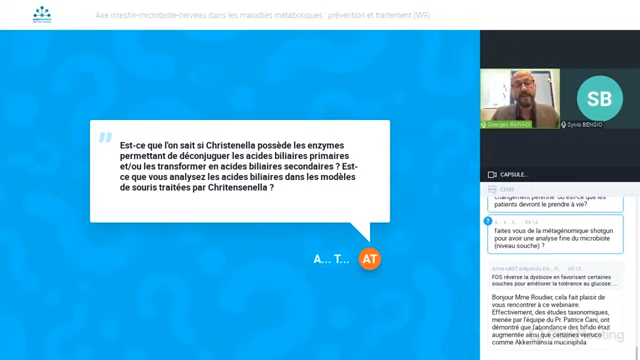 Axe intestin-microbiote-cerveau dans les maladies métaboliques : prévention et traitement (W9)
Est-ce que l'on sait si Christenella possède les enzymes
permettant de déconjuguer les acides biliaires primaires
et/ou les transformer en acides biliaires secondaires ? Est-
ce que vous analysez les acides biliaires dans les modèles
de souris traitées par Chritensenella ?
A... T... AT
SB
Sylvie BENGIO
CAPSULE...
CHAT
changement pérenne ou est-ce que les
patients devront le prendre à vie?
09:14
faites vous de la métagénomique shotgun
pour avoir une analyse fine du microbiote
(niveau souche) ?
09:15
FOS réverse la dysbiose en favorisant certaines
souches pour améliorer la tolérance au glucose: ...
Bonjour Mme Roudier, cela fait plaisir de
vous rencontrer à ce webinaire.
Effectivement, des études taxonomiques,
menée par l'équipe du Pr. Patrice Cani, ont
démontré que l'abondance des bifido était
augmentée ainsi que certaines verruco
comme Akkermansia muciniphila